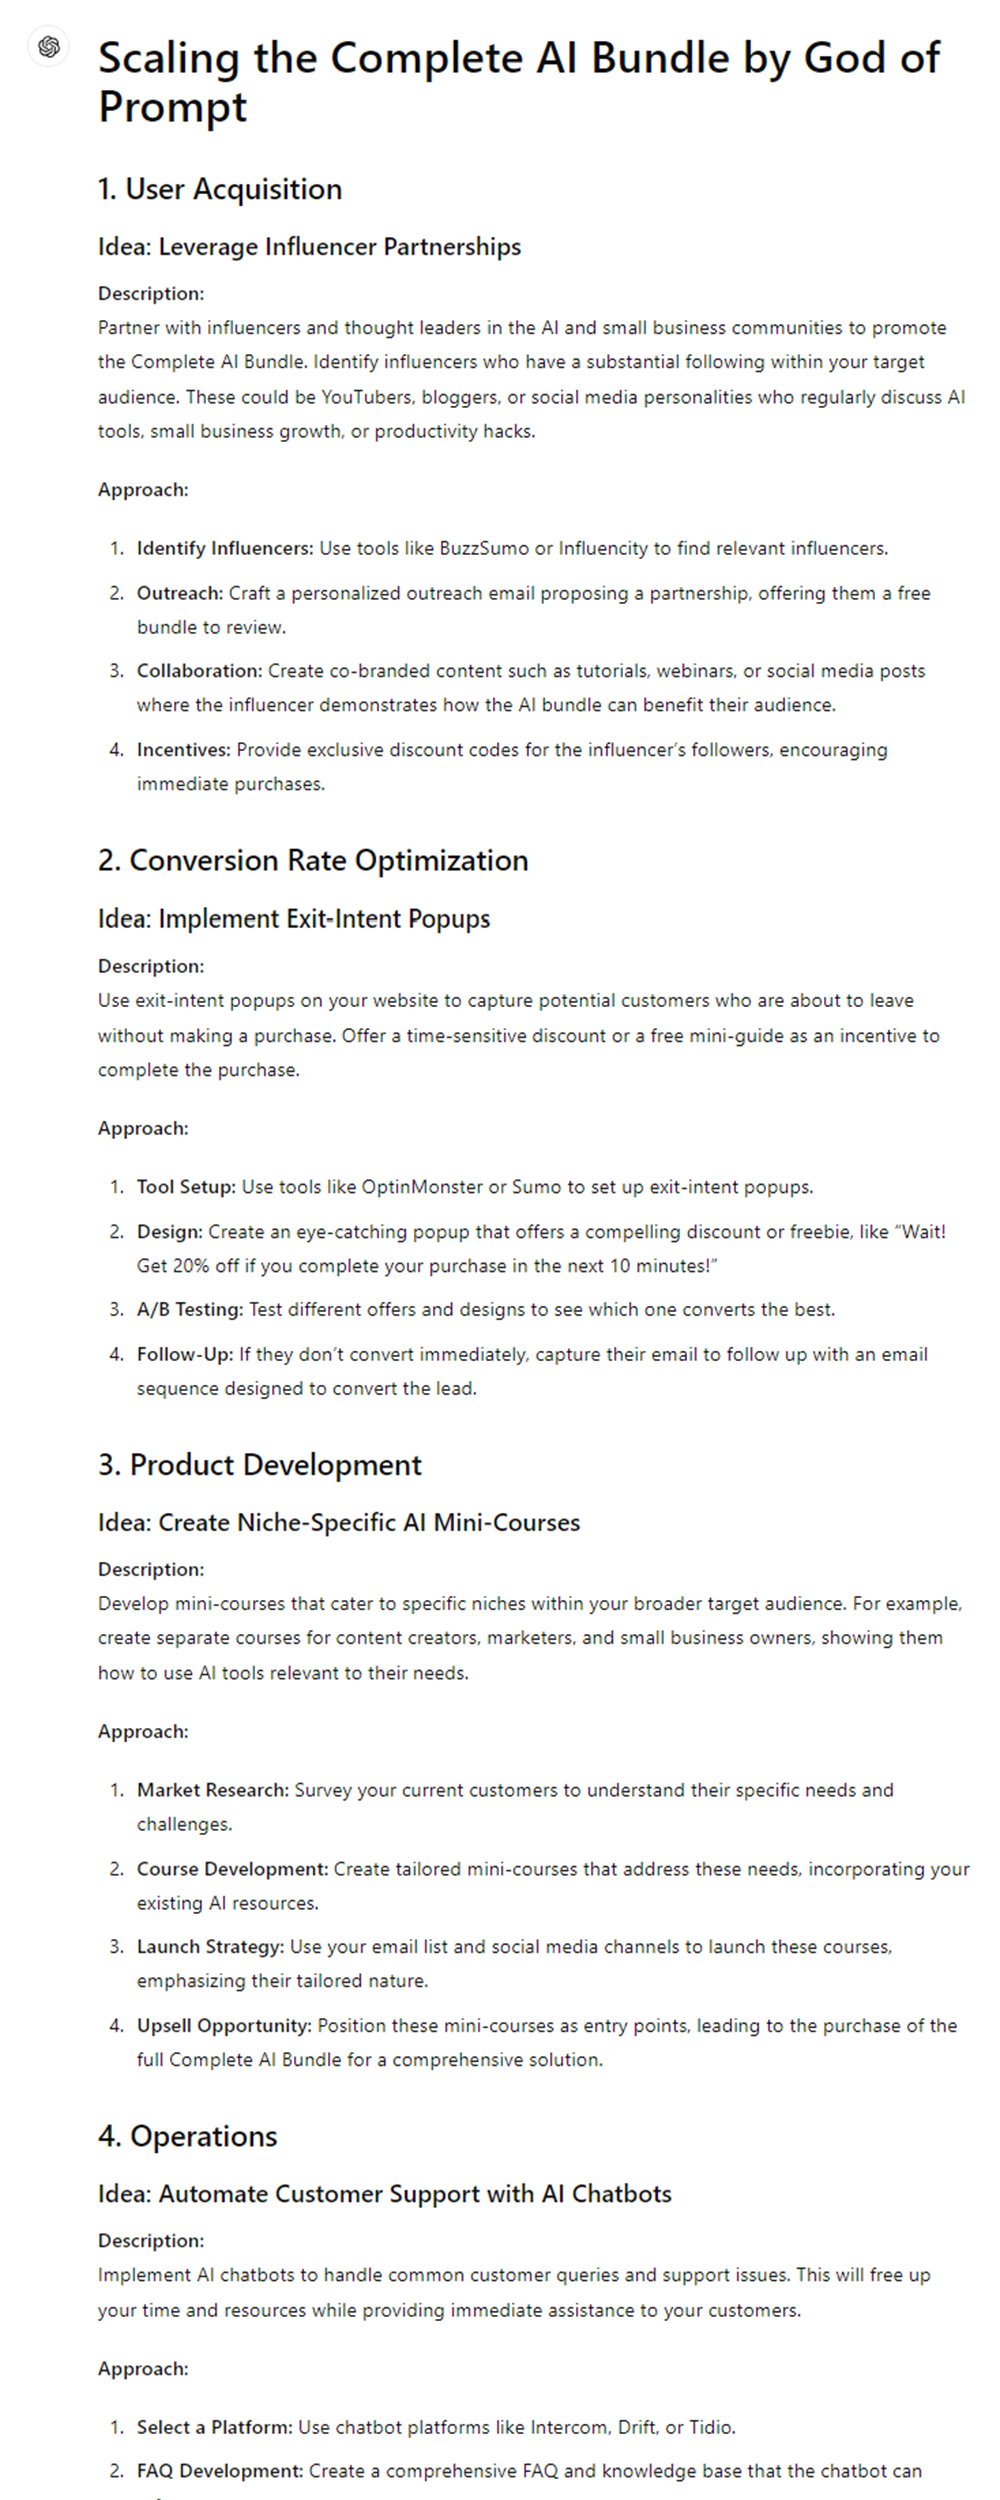 Scaling the Complete AI Bundle by God of
Prompt
1. User Acquisition
Idea: Leverage Influencer Partnerships
Description:
Partner with influencers and thought leaders in the AI and small business communities to promote
the Complete AI Bundle. Identify influencers who have a substantial following within your target
audience. These could be YouTubers, bloggers, or social media personalities who regularly discuss AI
tools, small business growth, or productivity hacks.
Approach:
1. Identify Influencers: Use tools like BuzzSumo or Influencity to find relevant influencers.
2. Outreach: Craft a personalized outreach email proposing a partnership, offering them a free
bundle to review.
3. Collaboration: Create co-branded content such as tutorials, webinars, or social media posts
where the influencer demonstrates how the AI bundle can benefit their audience.
4. Incentives: Provide exclusive discount codes for the influencer's followers, encouraging
immediate purchases.
2. Conversion Rate Optimization
Idea: Implement Exit-Intent Popups
Description:
Use exit-intent popups on your website to capture potential customers who are about to leave
without making a purchase. Offer a time-sensitive discount or a free mini-guide as an incentive to
complete the purchase.
Approach:
1. Tool Setup: Use tools like OptinMonster or Sumo to set up exit-intent popups.
2. Design: Create an eye-catching popup that offers a compelling discount or freebie, like "Wait!
Get 20% off if you complete your purchase in the next 10 minutes!"
3. A/B Testing: Test different offers and designs to see which one converts the best.
4. Follow-Up: If they don't convert immediately, capture their email to follow up with an email
sequence designed to convert the lead.
3. Product Development
Idea: Create Niche-Specific AI Mini-Courses
Description:
Develop mini-courses that cater to specific niches within your broader target audience. For example,
create separate courses for content creators, marketers, and small business owners, showing them
how to use AI tools relevant to their needs.
Approach:
1. Market Research: Survey your current customers to understand their specific needs and
challenges.
2. Course Development: Create tailored mini-courses that address these needs, incorporating your
existing AI resources.
3. Launch Strategy: Use your email list and social media channels to launch these courses,
emphasizing their tailored nature.
4. Upsell Opportunity: Position these mini-courses as entry points, leading to the purchase of the
full Complete AI Bundle for a comprehensive solution.
4. Operations
Idea: Automate Customer Support with AI Chatbots
Description:
Implement AI chatbots to handle common customer queries and support issues. This will free up
your time and resources while providing immediate assistance to your customers.
Approach:
1. Select a Platform: Use chatbot platforms like Intercom, Drift, or Tidio.
2. FAQ Development: Create a comprehensive FAQ and knowledge base that the chatbot can